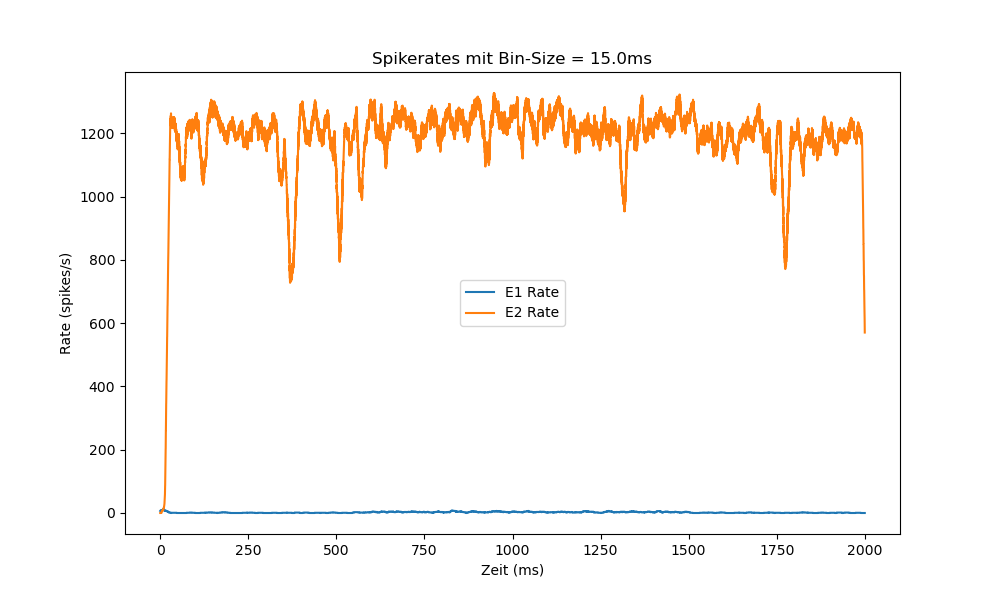 Spikerates mit Bin-Size = 15.0ms
Rate (spikes/s)
1200
1000
800
600
400
200
0
E1 Rate
E2 Rate
0 250 500 750 1000 1250 1500 1750 2000
Zeit (ms)